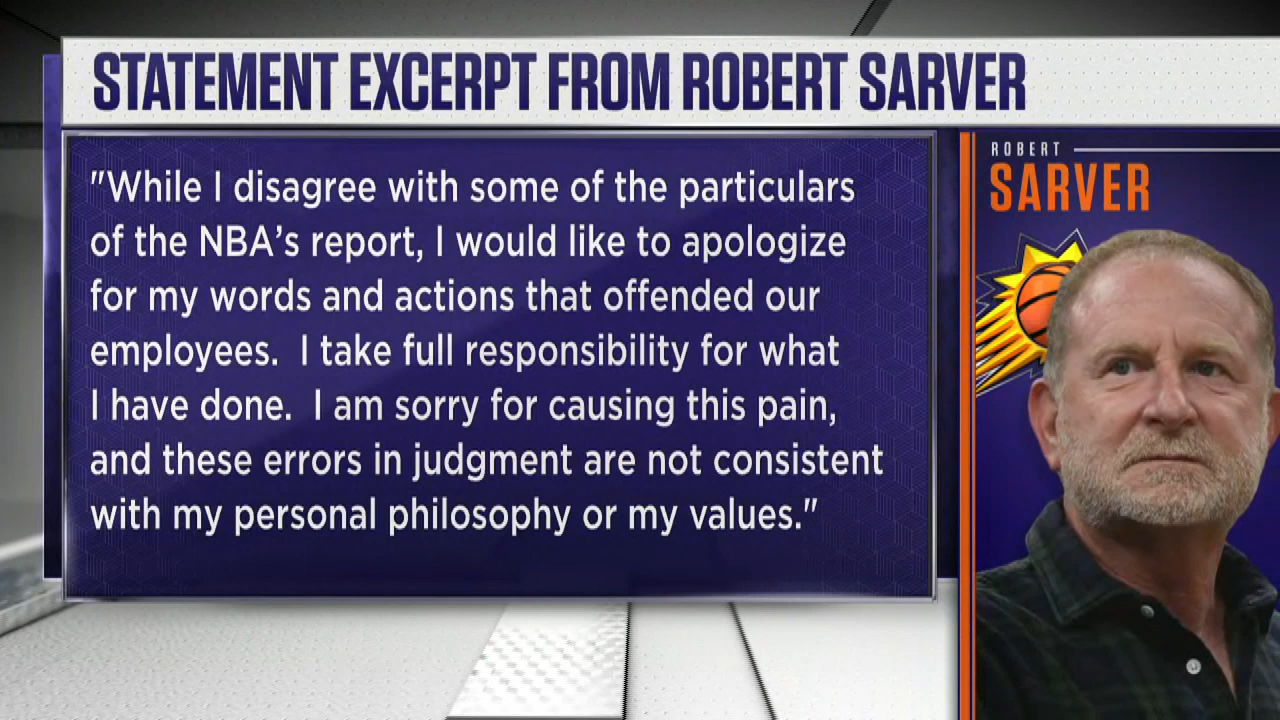 STATEMENT EXCERPT FROM ROBERT SARVER
"While I disagree with some of the particulars
of the NBA's report, I would like to apologize
for my words and actions that offended our
employees.  I take full responsibility for what
I have done.  I am sorry for causing this pain,
and these errors in judgment are not consistent
with my personal philosophy or my values."
ROBERT
SARVER